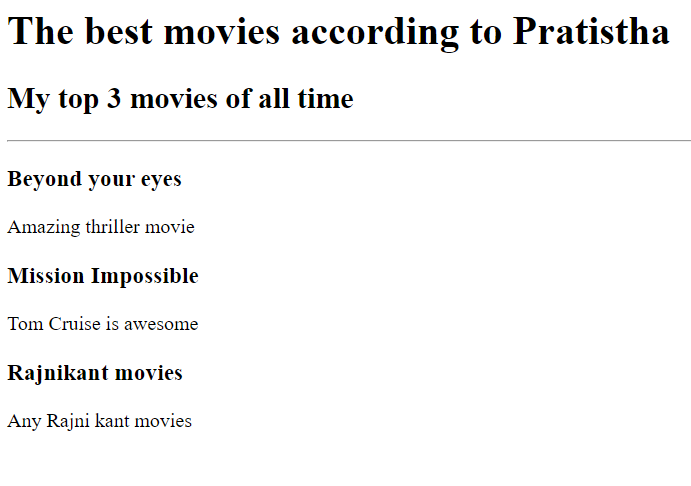 The best movies according to Pratistha
My top 3 movies of all time
Beyond your eyes
Amazing thriller movie
Mission Impossible
Tom Cruise is awesome
Rajnikant movies
Any Rajni kant movies